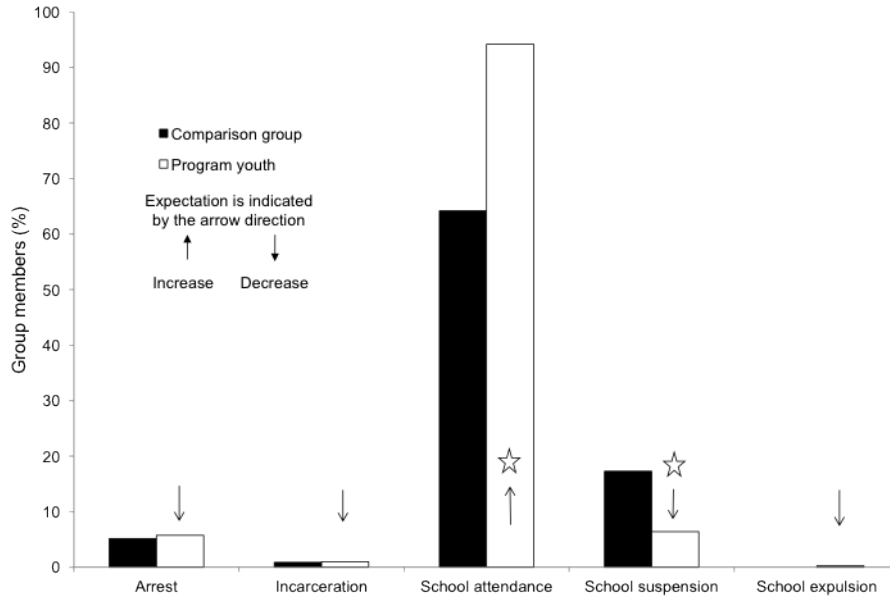 100
90
80
70
60
50
40
30
20
10
0
Group members (%)
Comparison group
Program youth
Expectation is indicated
by the arrow direction
Increase Decrease
Arrest Incarceration School attendance School suspension School expulsion